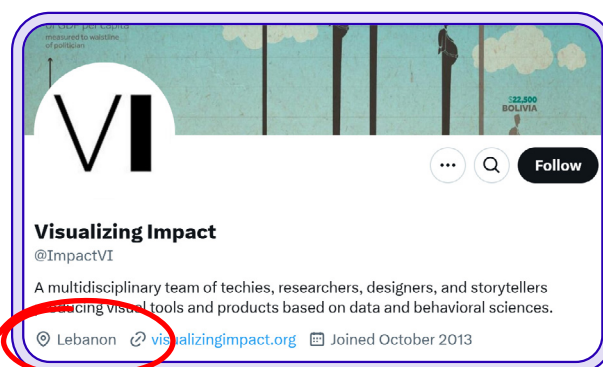 of GDP per capita
measured to waistline
of politician
$22,500
BOLIVIA
VI
Follow
Visualizing Impact
@ImpactVI
A multidisciplinary team of techies, researchers, designers, and storytellers
producing visual tools and products based on data and behavioral sciences.
Lebanon visualizingimpact.org Joined October 2013